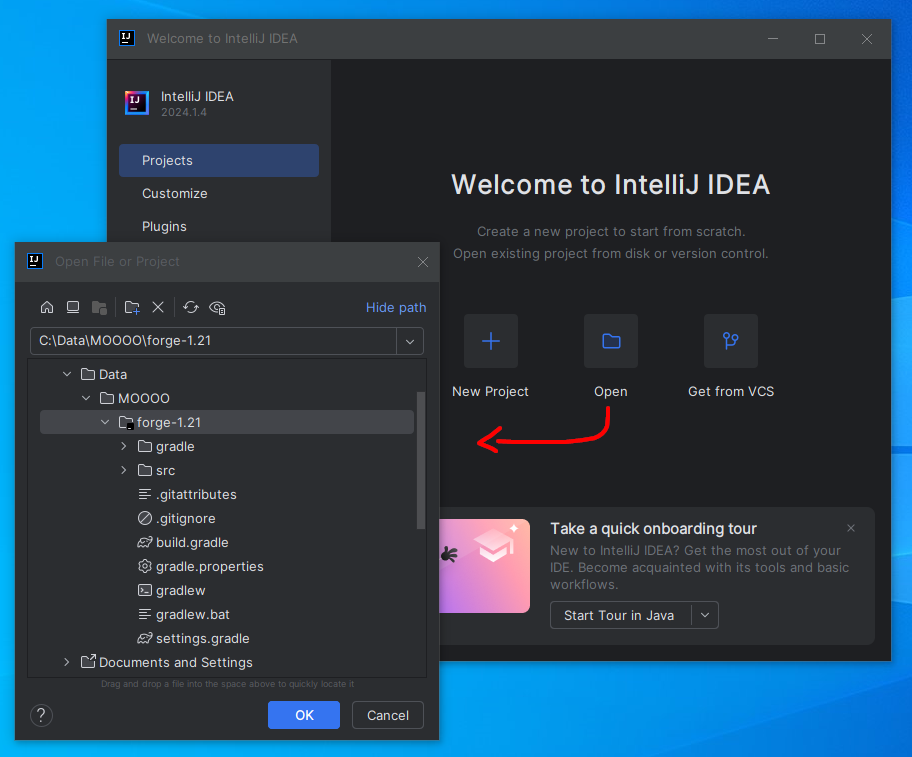 Welcome to IntelliJ IDEA
IntelliJ IDEA
2024.1.4
Projects
Customize
Plugins
Welcome to IntelliJ IDEA
Create a new project to start from scratch.
Open existing project from disk or version control.
New Project
Open
Get from VCS
Take a quick onboarding tour
New to IntelliJ IDEA? Get the most out of your
IDE. Become acquainted with its tools and basic
workflows.
Start Tour in Java
Open File or Project
Hide path
C:\Data\MOOOO\forge-1.21
Data
MOOOO
forge-1.21
gradle
src
.gitattributes
.gitignore
build.gradle
gradle.properties
gradlew
gradlew.bat
settings.gradle
Documents and Settings
Drag and drop a file into the space above to quickly locate it
?
OK
Cancel